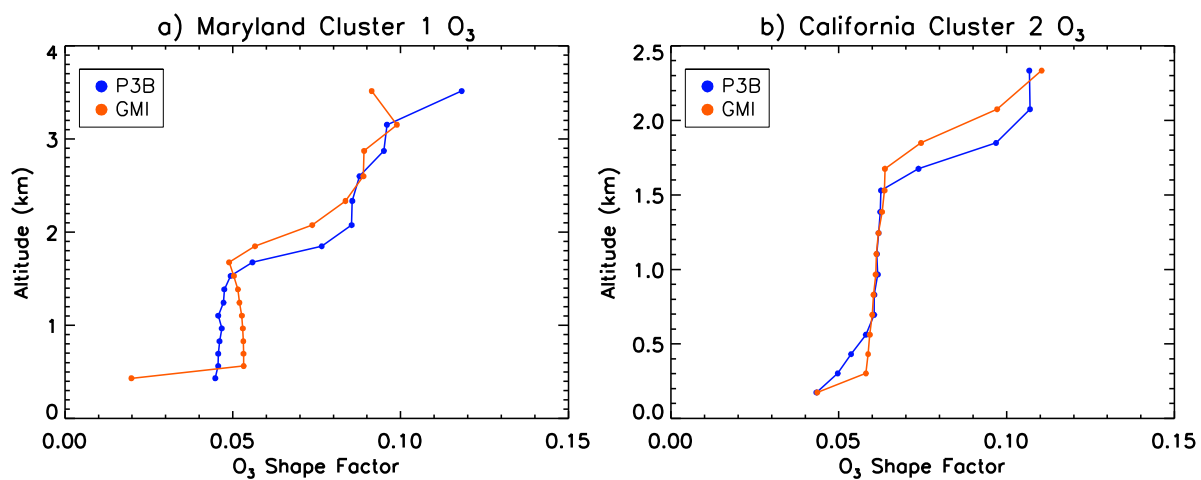 a) Maryland Cluster 1 O3
4
3
2
1
0
Altitude (km)
P3B
GMI
0.00 0.05 0.10 0.15
O3 Shape Factor
b) California Cluster 2 O3
2.5
2.0
1.5
1.0
0.5
0.0
Altitude (km)
P3B
GMI
0.00 0.05 0.10 0.15
O3 Shape Factor